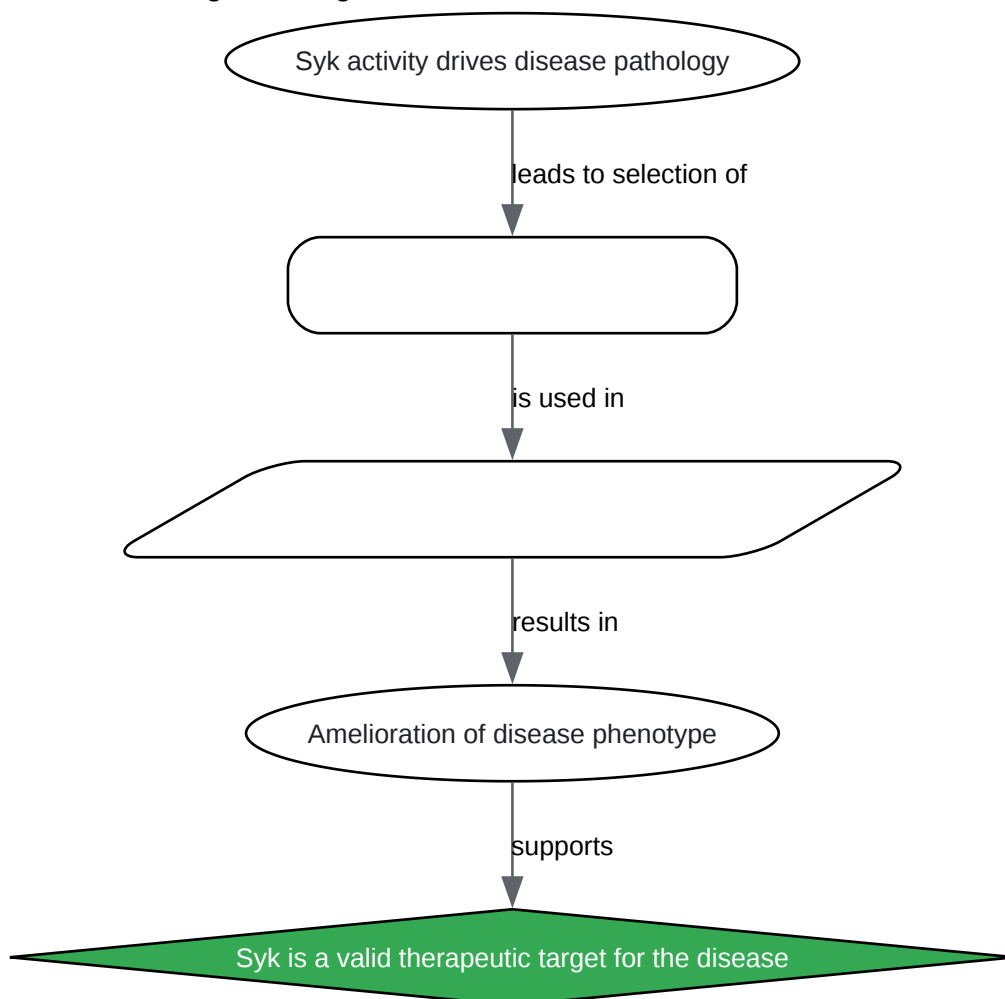 Syk activity drives disease pathology
leads to selection of
is used in
results in
Amelioration of disease phenotype
supports
Syk is a valid therapeutic target for the disease